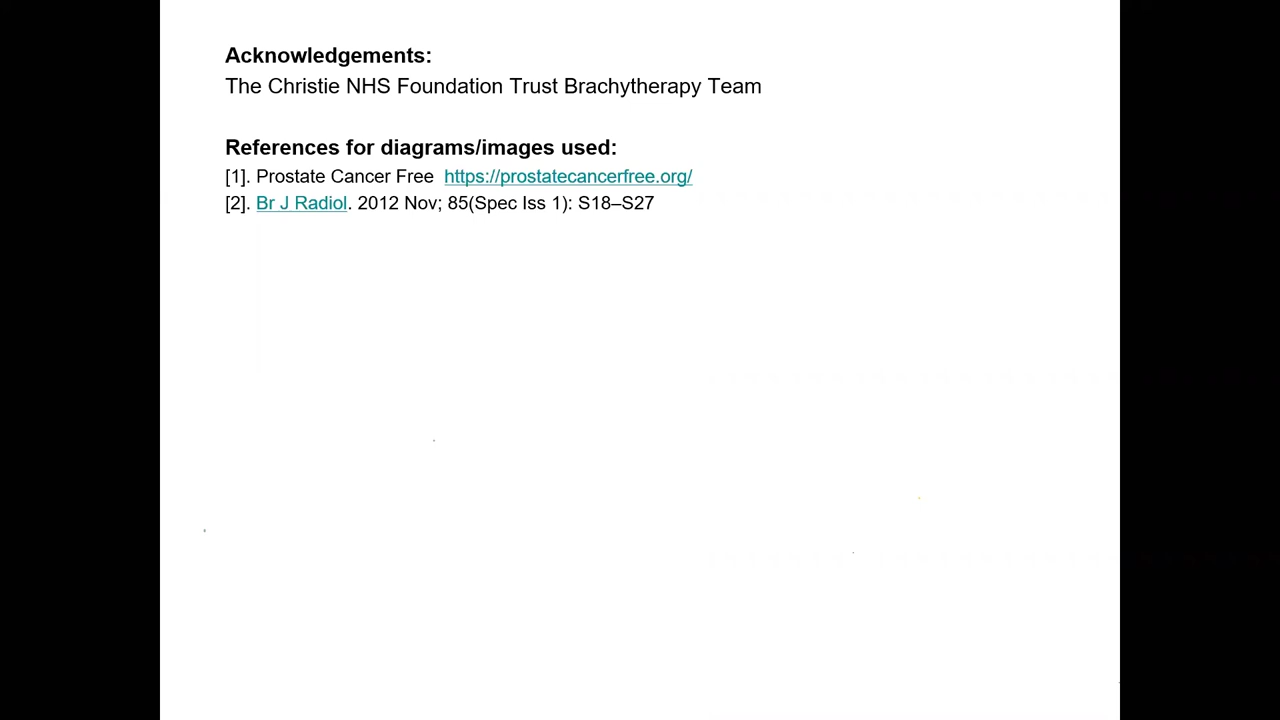 Acknowledgements:
The Christie NHS Foundation Trust Brachytherapy Team
References for diagrams/images used:
[1]. Prostate Cancer Free https://prostatecancerfree.org/
[2]. Br J Radiol. 2012 Nov; 85(Spec Iss 1): S18–S27